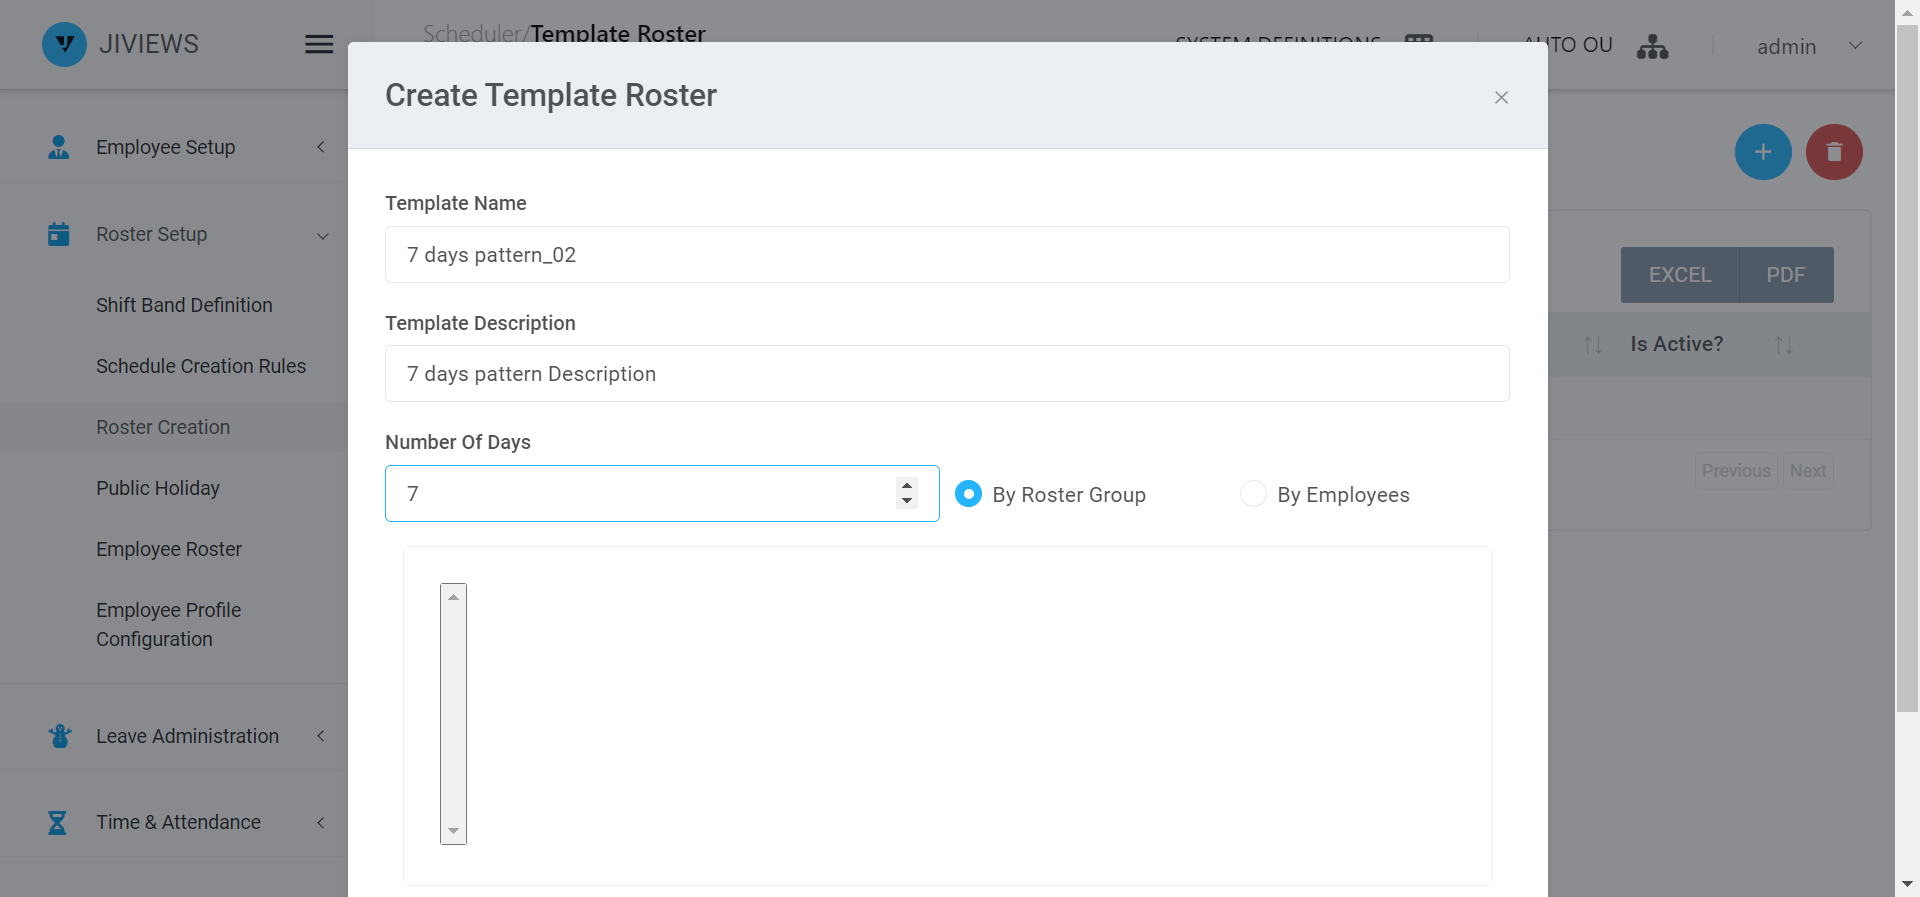 JIVIEWS
Scheduler/Template Roster
SYSTEM DEFINITIONS
AUTO OU
admin
Create Template Roster
Employee Setup
Roster Setup
Shift Band Definition
Schedule Creation Rules
Roster Creation
Public Holiday
Employee Roster
Employee Profile
Configuration
Leave Administration
Time & Attendance
Template Name
7 days pattern_02
Template Description
7 days pattern Description
Number Of Days
7
By Roster Group
By Employees
EXCEL
PDF
Is Active?
Previous
Next